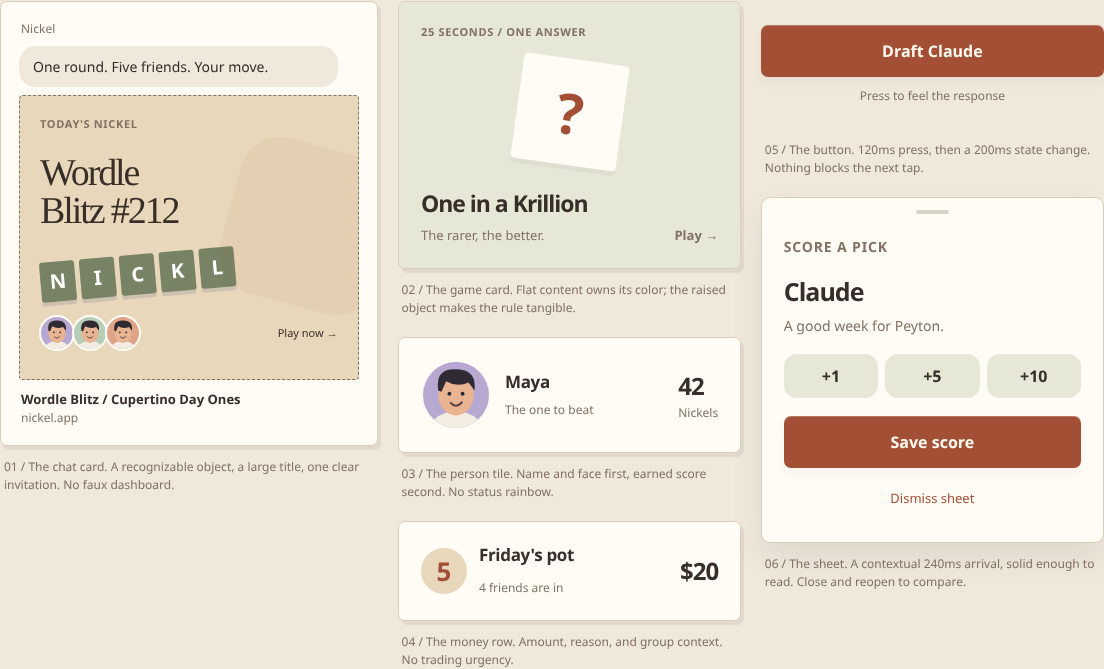 Nickel
One round. Five friends. Your move.
TODAY'S NICKEL
Wordle
Blitz #212
N I C K L
Play now →
Wordle Blitz / Cupertino Day Ones
nickel.app
01 / The chat card. A recognizable object, a large title, one clear
invitation. No faux dashboard.
25 SECONDS / ONE ANSWER
?
One in a Krillion
The rarer, the better.
Play →
02 / The game card. Flat content owns its color; the raised
object makes the rule tangible.
Maya
The one to beat
42
Nickels
03 / The person tile. Name and face first, earned score
second. No status rainbow.
5
Friday's pot
4 friends are in
$20
04 / The money row. Amount, reason, and group context.
No trading urgency.
Draft Claude
Press to feel the response
05 / The button. 120ms press, then a 200ms state change.
Nothing blocks the next tap.
SCORE A PICK
Claude
A good week for Peyton.
+1
+5
+10
Save score
Dismiss sheet
06 / The sheet. A contextual 240ms arrival, solid enough to
read. Close and reopen to compare.